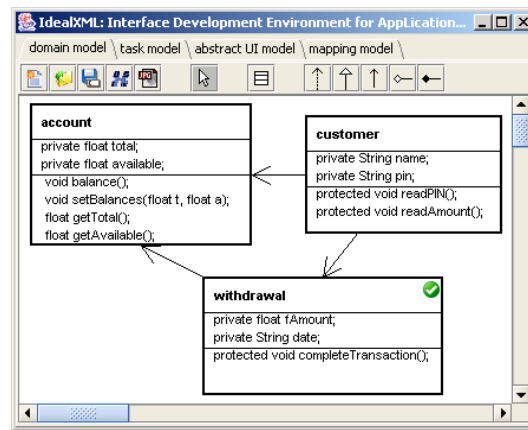 IdealXML: Interface Development Environment for AppLication...
domain model \ task model \ abstract UI model \ mapping model \
JPG
account
private float total;
private float available;
void balance();
void setBalances(float t, float a);
float getTotal();
float getAvailable();
customer
private String name;
private String pin;
protected void readPIN();
protected void readAmount();
withdrawal
private float fAmount;
private String date;
protected void completeTransaction();